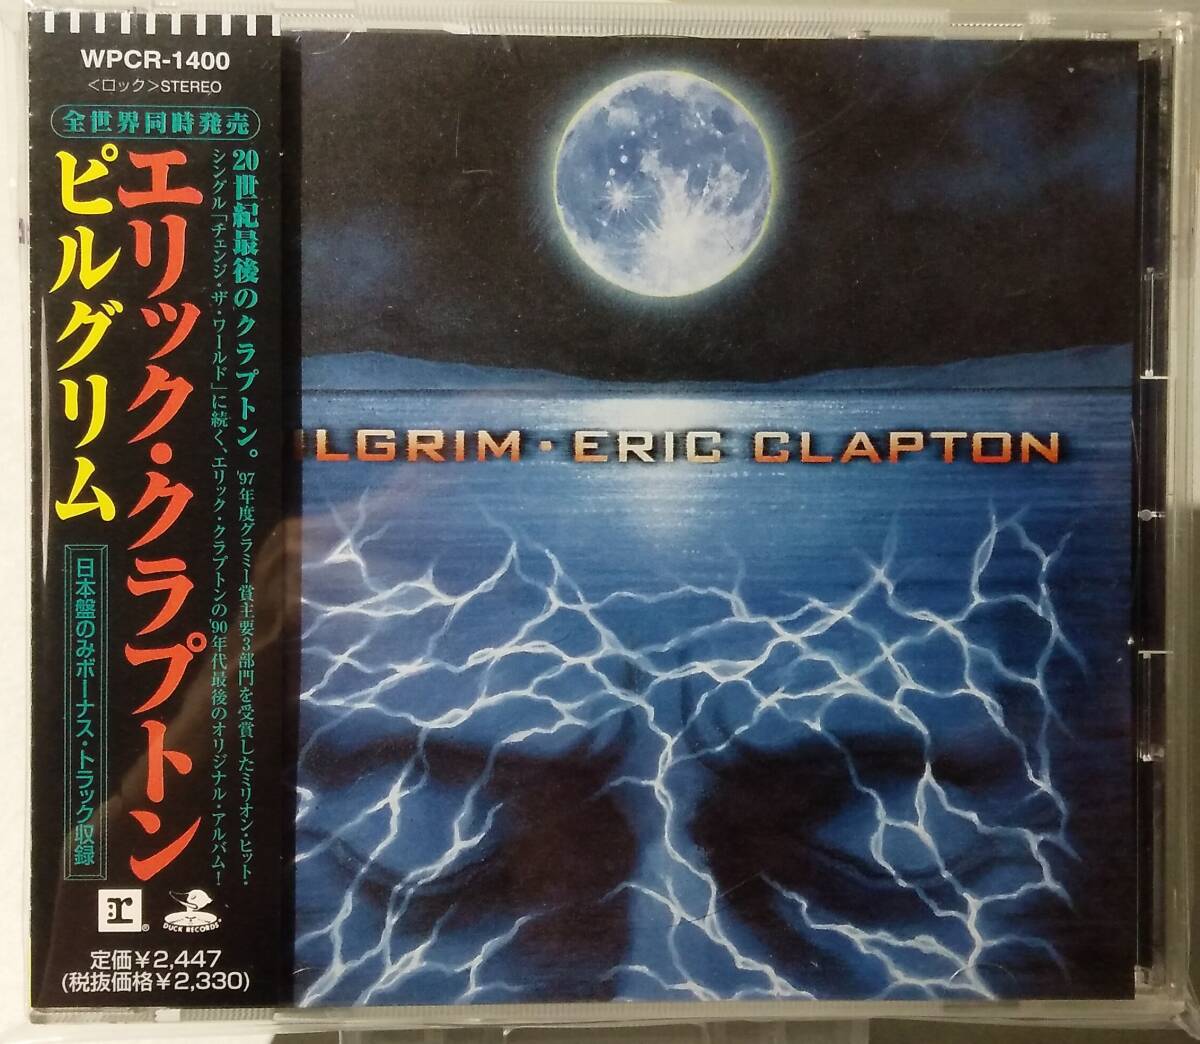 WPCR-1400
<ロック>STEREO
全世界同時発売
20世紀最後のクラプトン。
'97年度グラミー賞主要3部門を受賞したミリオン・ヒット・
シングル「チェンジ・ザ・ワールド」に続く、エリック・クラプトンの'90年代最後のオリジナル・アルバム!
エリック・クラプトン
ピルグリム
日本盤のみボーナス・トラック収録
r®
DUCK RECORDS
定価¥2,447
(税抜価格¥2,330)
ILGRIM・ERIC CLAPTON